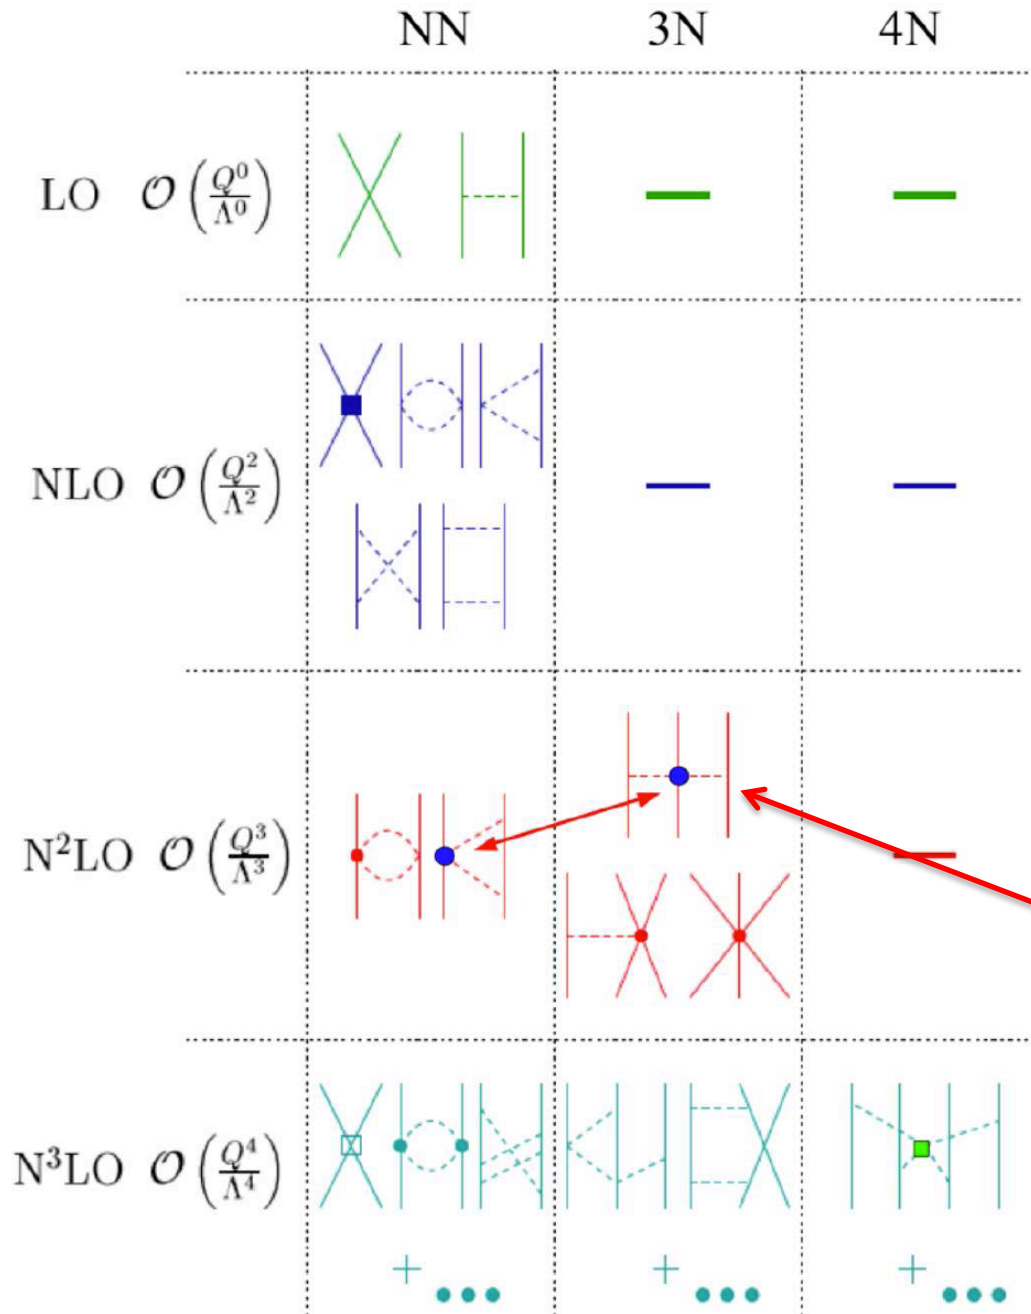 NN 3N 4N
LO 𝒪(Q⁰/Λ⁰)
NLO 𝒪(Q²/Λ²)
N²LO 𝒪(Q³/Λ³)
N³LO 𝒪(Q⁴/Λ⁴)
+ ... + ... + ...